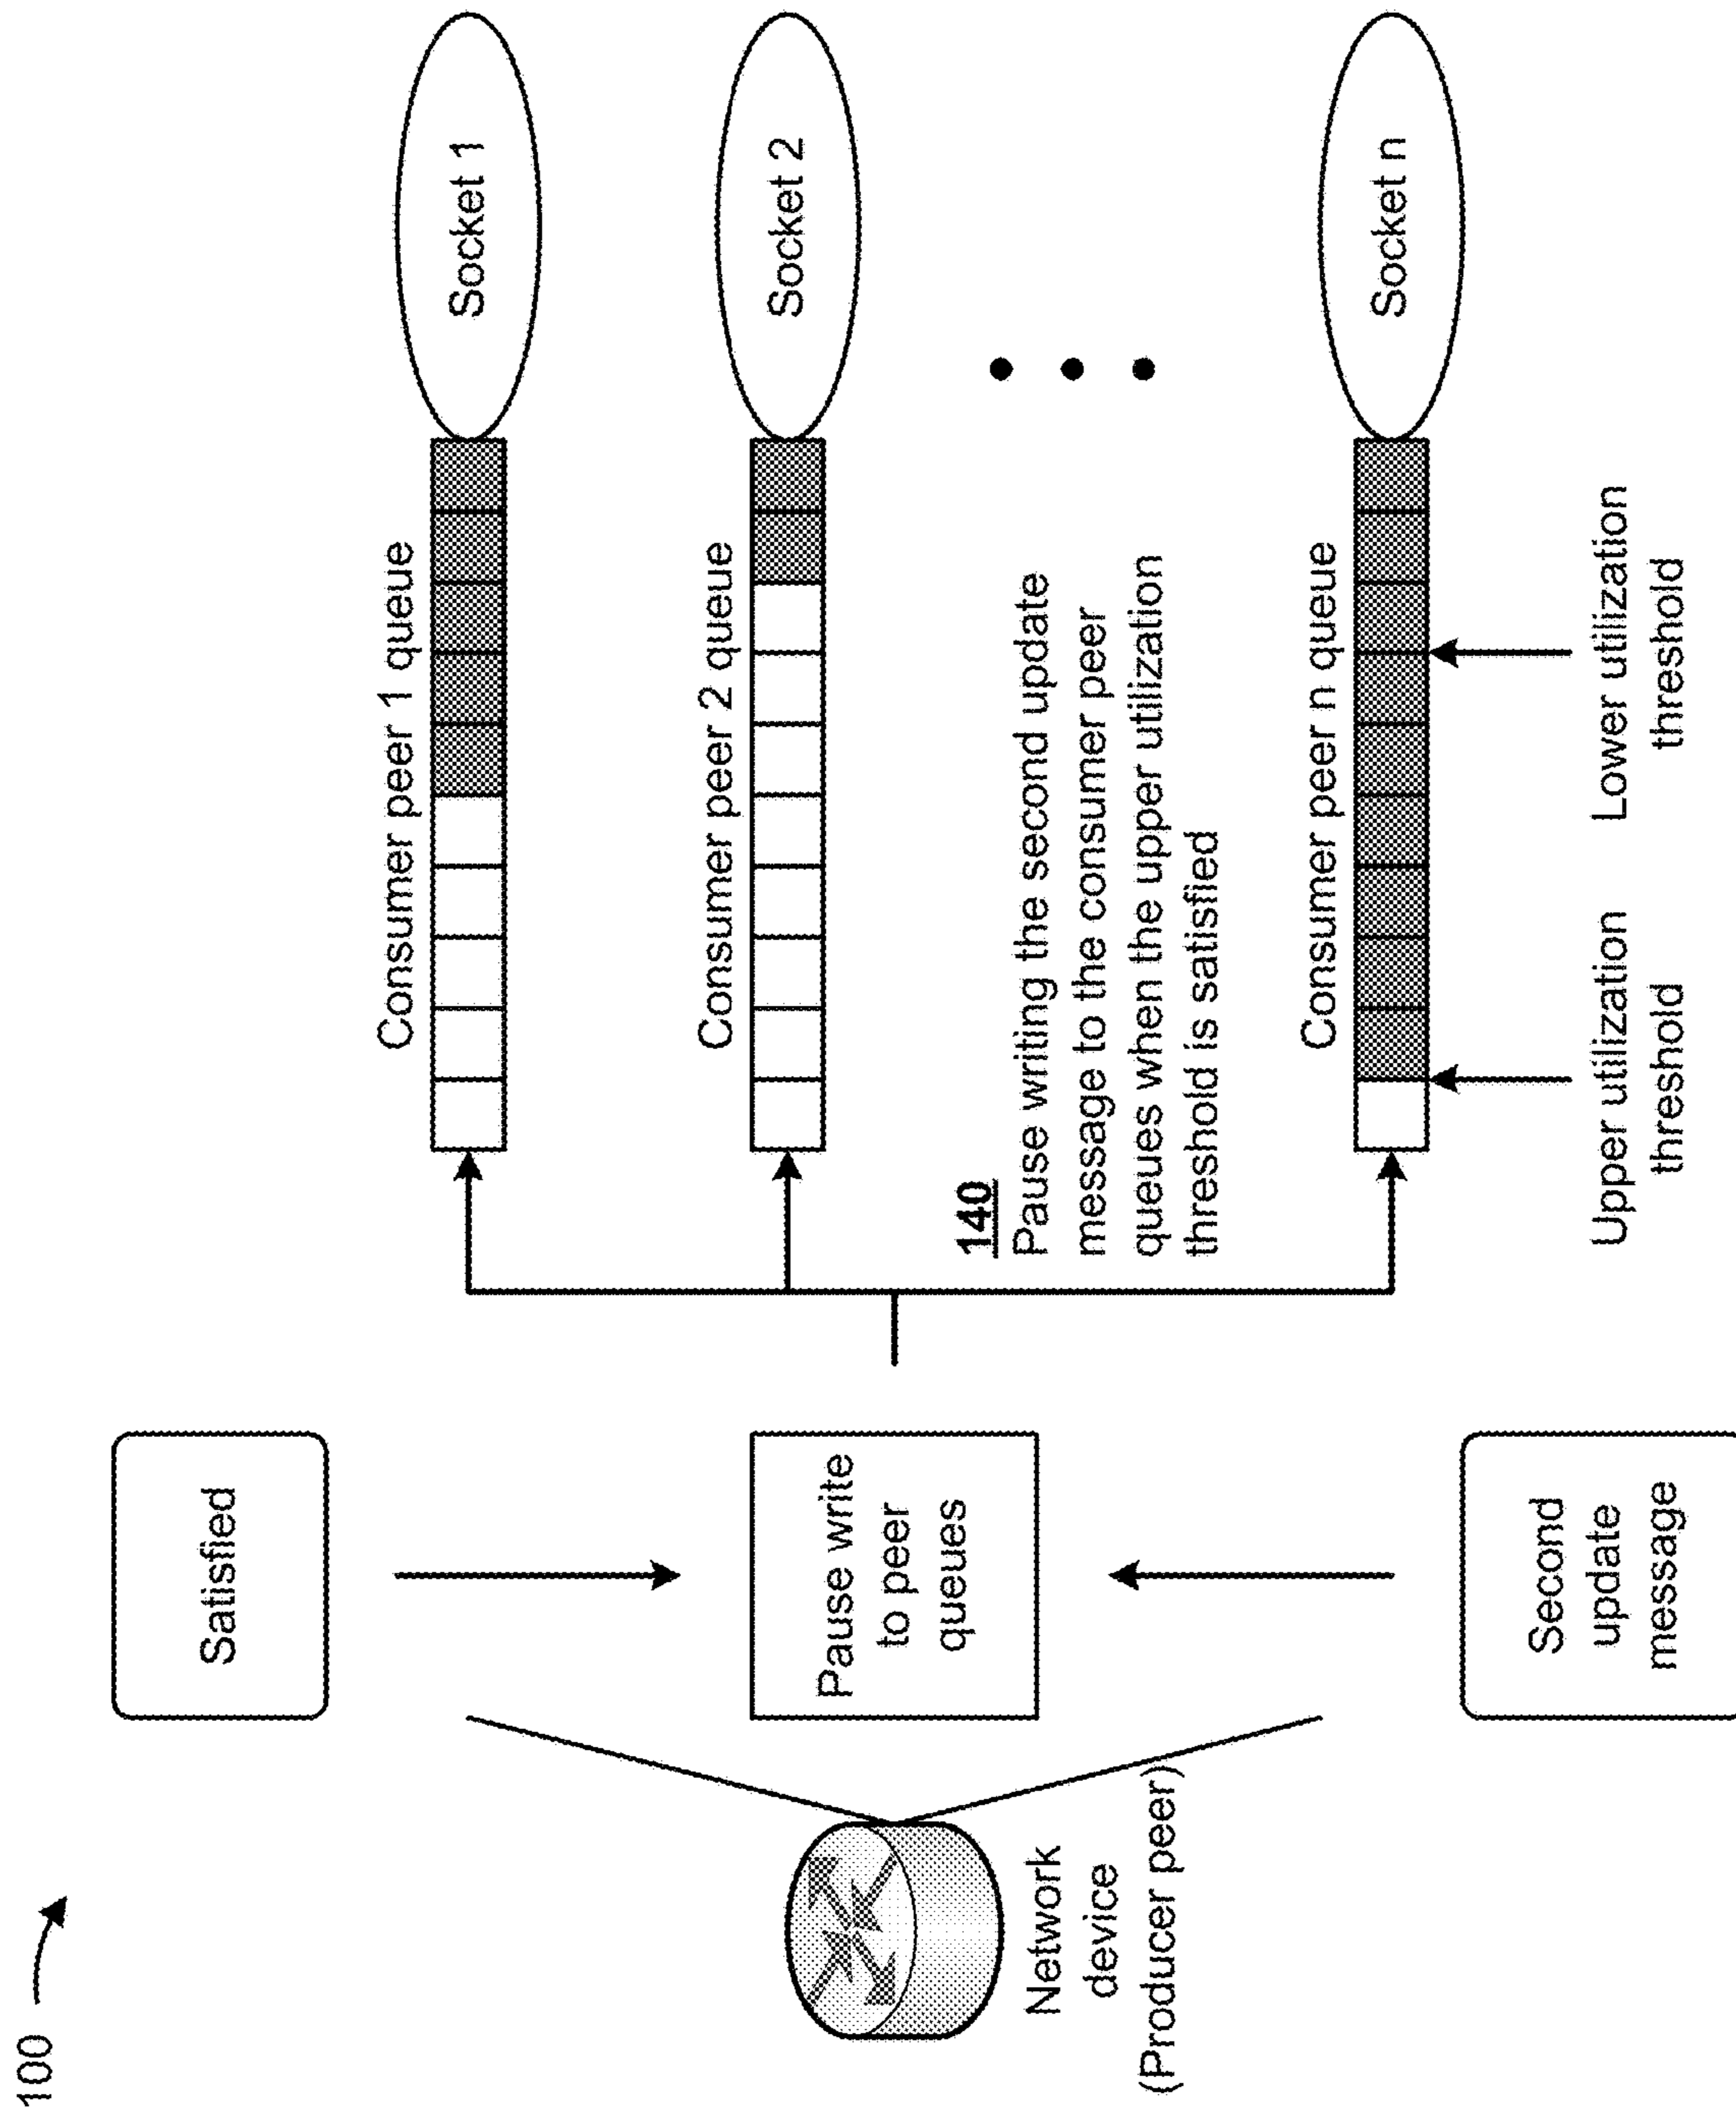 100
Satisfied
Pause write
to peer
queues
Second
update
message
Network
device
(Producer peer)
Consumer peer 1 queue
Socket 1
Consumer peer 2 queue
Socket 2
140
Pause writing the second update
message to the consumer peer
queues when the upper utilization
threshold is satisfied
Consumer peer n queue
Socket n
Upper utilization
threshold
Lower utilization
threshold